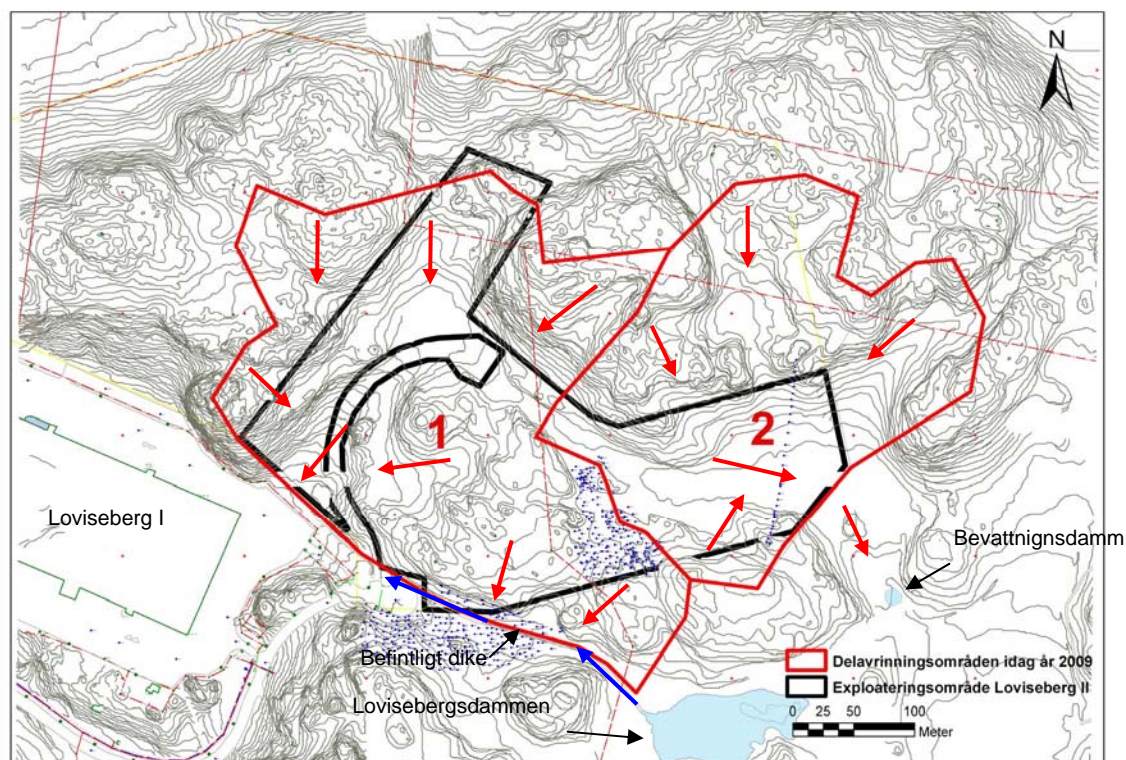 N
1
2
Loviseberg I
Bevattnignsdamm
Befintligt dike
Lovisebergsdammen
Delavrinningsområden idag år 2009
Exploateringsområde Loviseberg II
0 25 50 100
Meter